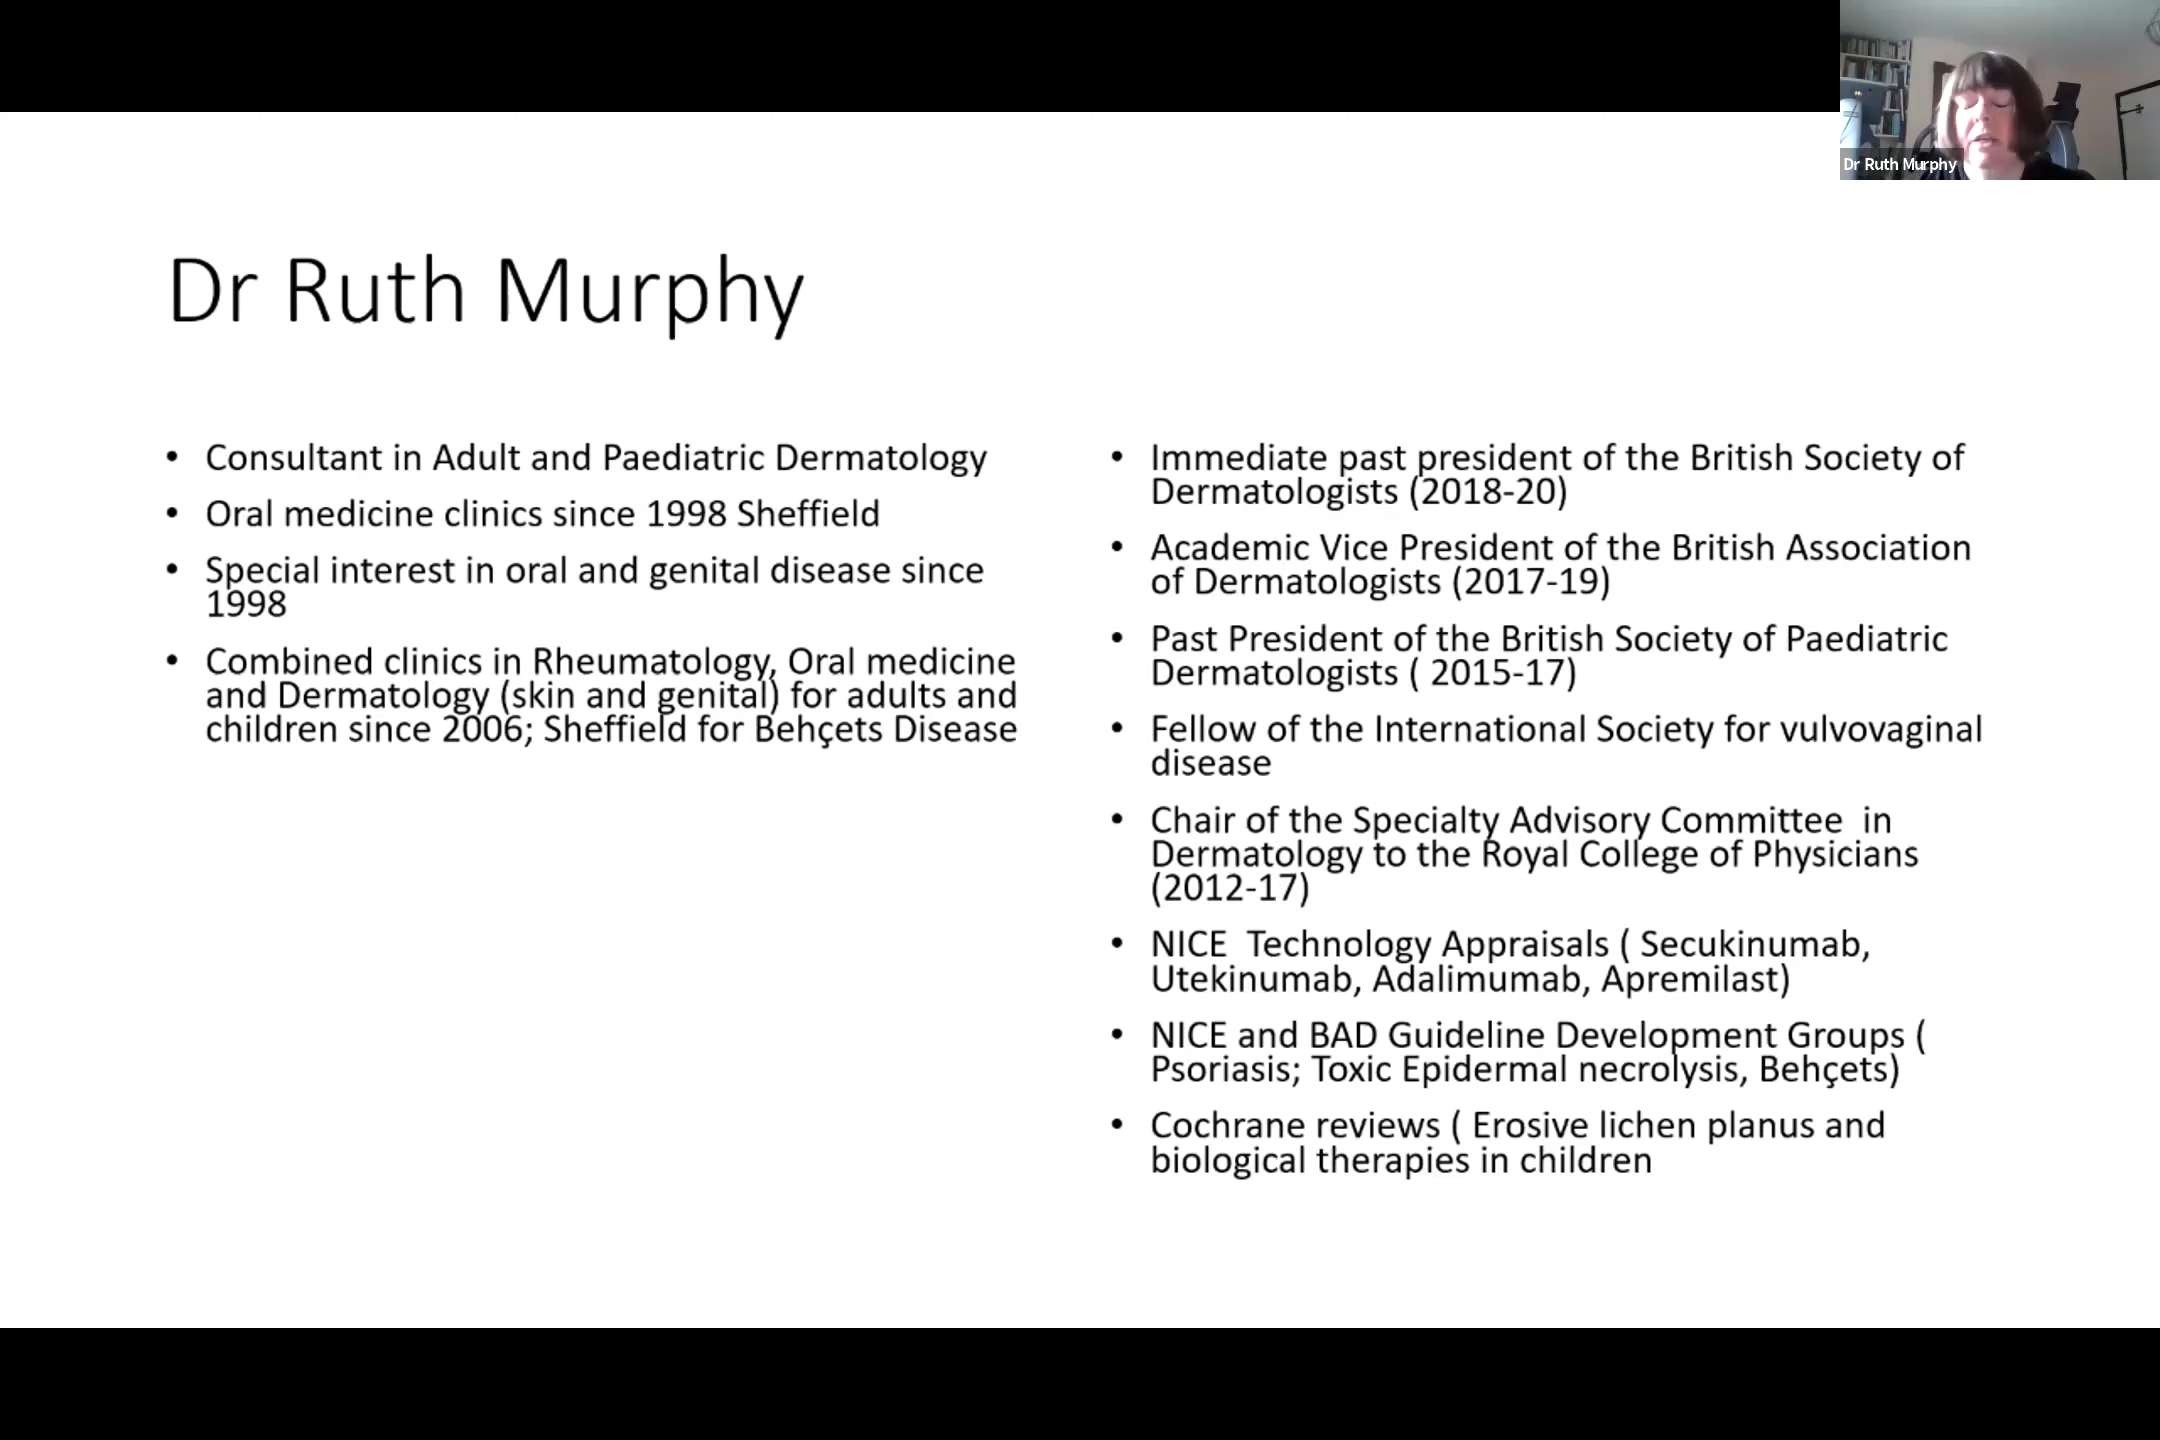 Dr Ruth Murphy
Dr Ruth Murphy
• Consultant in Adult and Paediatric Dermatology
• Oral medicine clinics since 1998 Sheffield
• Special interest in oral and genital disease since
1998
• Combined clinics in Rheumatology, Oral medicine
and Dermatology (skin and genital) for adults and
children since 2006; Sheffield for Behçets Disease
• Immediate past president of the British Society of
Dermatologists (2018-20)
• Academic Vice President of the British Association
of Dermatologists (2017-19)
• Past President of the British Society of Paediatric
Dermatologists ( 2015-17)
• Fellow of the International Society for vulvovaginal
disease
• Chair of the Specialty Advisory Committee  in
Dermatology to the Royal College of Physicians
(2012-17)
• NICE  Technology Appraisals ( Secukinumab,
Utekinumab, Adalimumab, Apremilast)
• NICE and BAD Guideline Development Groups (
Psoriasis; Toxic Epidermal necrolysis, Behçets)
• Cochrane reviews ( Erosive lichen planus and
biological therapies in children